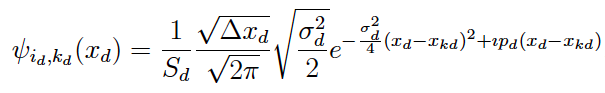 \psi_{i_d,k_d}(x_d) = \frac{1}{S_d} \frac{\sqrt{\Delta x_d}}{\sqrt{2\pi}} \sqrt{\frac{\sigma_d^2}{2}} e^{-\frac{\sigma_d^2}{4}(x_d - x_{kd})^2 + \imath p_d(x_d - x_{kd})}